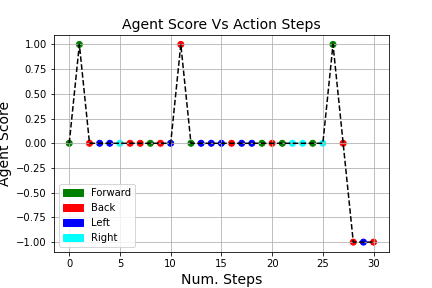 Agent Score Vs Action Steps
1.00
0.75
0.50
0.25
0.00
−0.25
−0.50
−0.75
−1.00
Agent Score
Forward
Back
Left
Right
0 5 10 15 20 25 30
Num. Steps